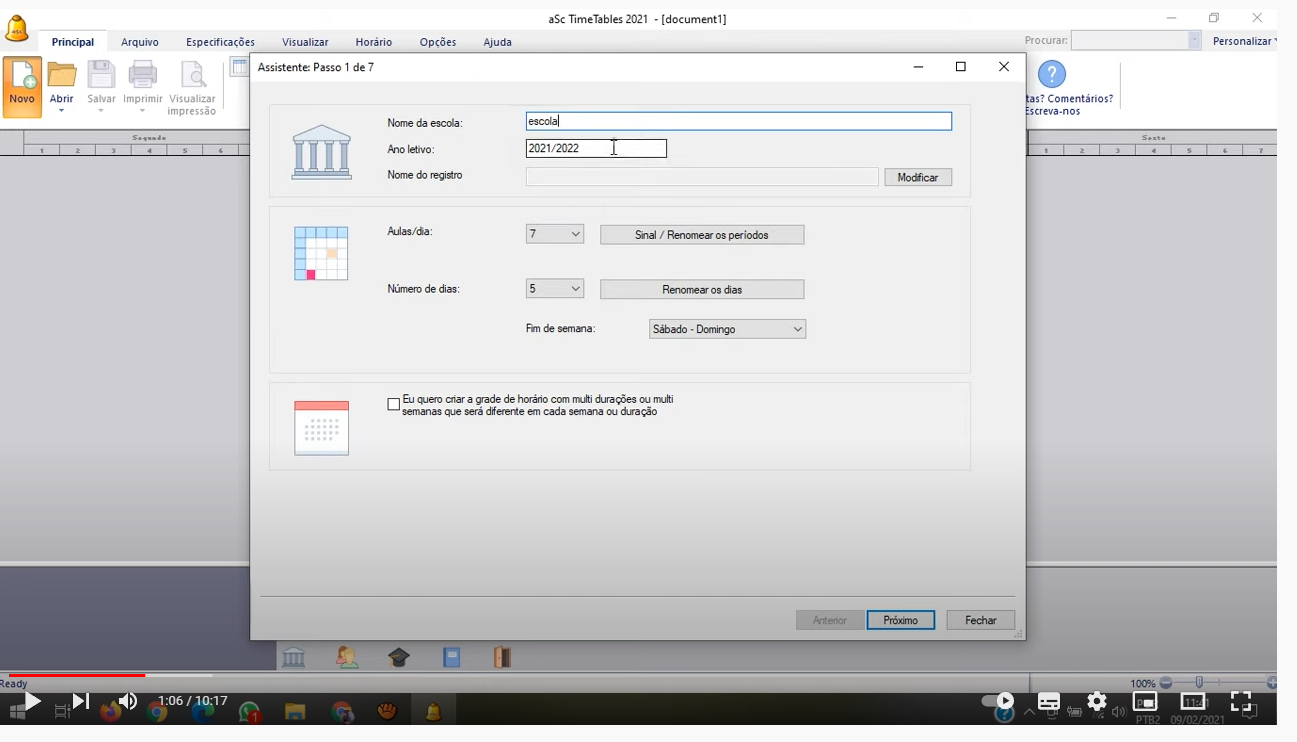 aSc TimeTables 2021 - [document1]
Principal Arquivo Especificações Visualizar Horário Opções Ajuda
Procurar: Personalizar
Novo Abrir Salvar Imprimir Visualizar impressão
tas? Comentários?
Escreva-nos
Segunda
1 2 3 4 5 6
Sexta
1 2 3 4 5 6 7
Assistente: Passo 1 de 7
Nome da escola: escola
Ano letivo: 2021/2022
Nome do registro Modificar
Aulas/dia: 7 Sinal / Renomear os períodos
Número de dias: 5 Renomear os dias
Fim de semana: Sábado - Domingo
Eu quero criar a grade de horário com multi durações ou multi
semanas que será diferente em cada semana ou duração
Anterior Próximo Fechar
Ready 100%
1:06 / 10:17
11:41
PTB2 09/02/2021